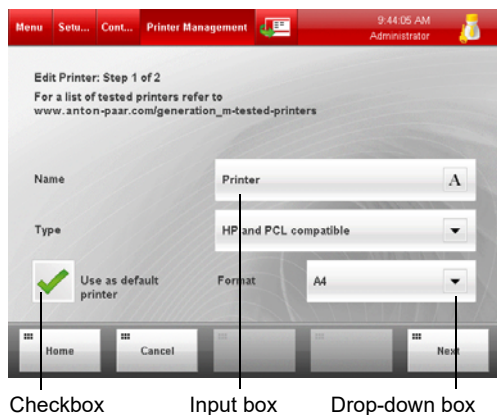 Menu Setu... Cont... Printer Management 9:44:05 AM
Administrator
Edit Printer: Step 1 of 2
For a list of tested printers refer to
www.anton-paar.com/generation_m-tested-printers
Name Printer A
Type HP and PCL compatible
Use as default
printer
Format A4
Home Cancel Next
Checkbox Input box Drop-down box